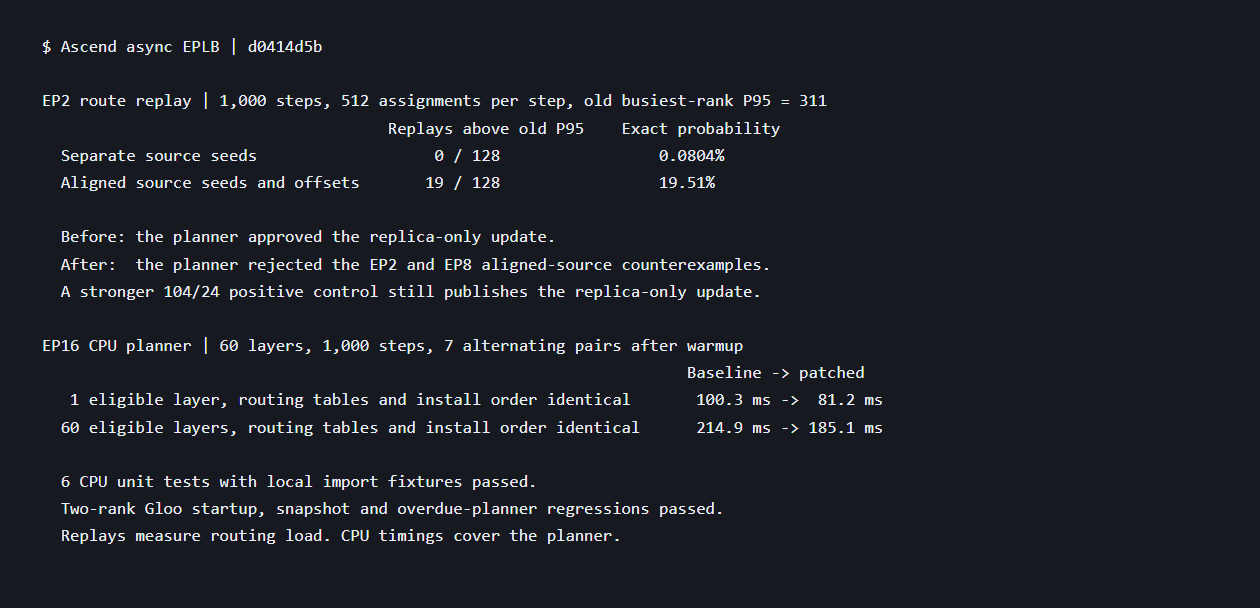 $ Ascend async EPLB | d0414d5b
EP2 route replay | 1,000 steps, 512 assignments per step, old busiest-rank P95 = 311
Replays above old P95    Exact probability
Separate source seeds    0 / 128    0.0804%
Aligned source seeds and offsets    19 / 128    19.51%
Before: the planner approved the replica-only update.
After:  the planner rejected the EP2 and EP8 aligned-source counterexamples.
A stronger 104/24 positive control still publishes the replica-only update.
EP16 CPU planner | 60 layers, 1,000 steps, 7 alternating pairs after warmup
Baseline -> patched
1 eligible layer, routing tables and install order identical    100.3 ms ->  81.2 ms
60 eligible layers, routing tables and install order identical    214.9 ms -> 185.1 ms
6 CPU unit tests with local import fixtures passed.
Two-rank Gloo startup, snapshot and overdue-planner regressions passed.
Replays measure routing load. CPU timings cover the planner.